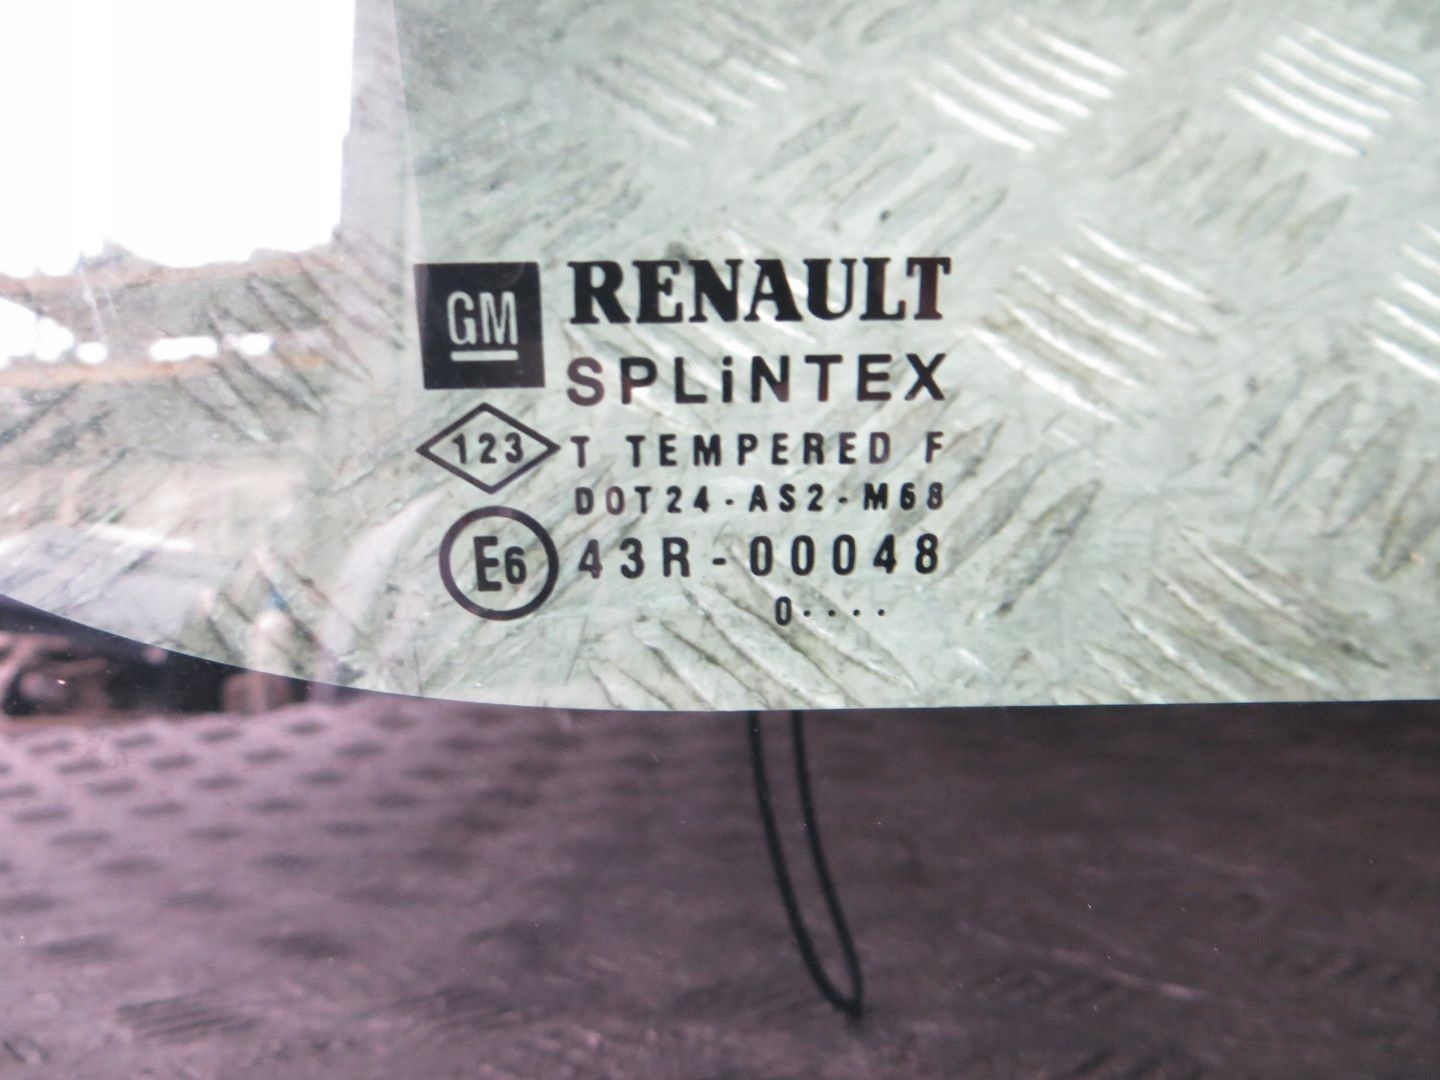 GM RENAULT
SPLiNTEX
123 T TEMPERED F
DOT24-AS2-M68
E6 43R-00048
0····